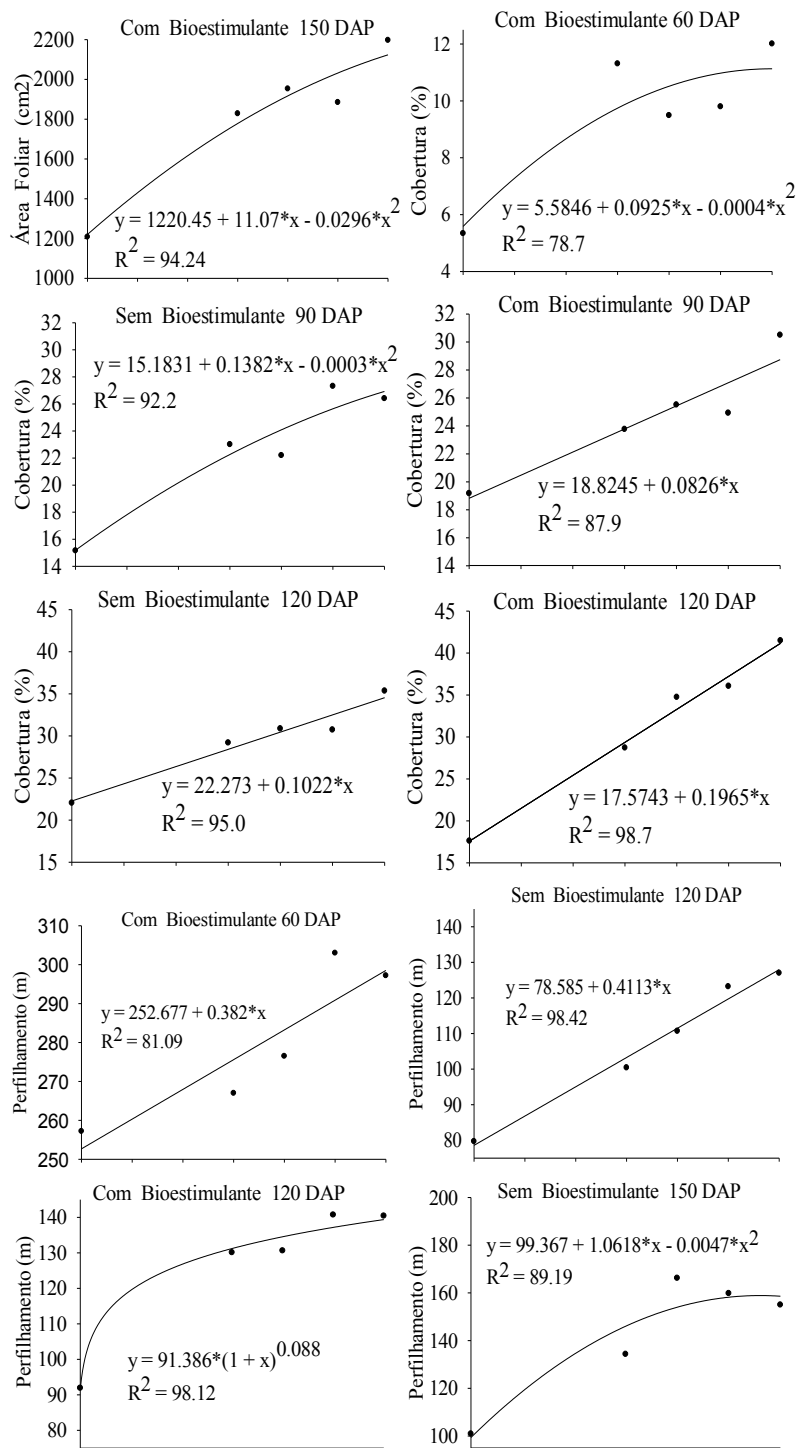 Com Bioestimulante 150 DAP
Área Foliar (cm2)
2200
2000
1800
1600
1400
1200
1000
y = 1220.45 + 11.07*x - 0.0296*x2
R2 = 94.24
Com Bioestimulante 60 DAP
Cobertura (%)
12
10
8
6
4
y = 5.5846 + 0.0925*x - 0.0004*x2
R2 = 78.7
Sem Bioestimulante 90 DAP
Cobertura (%)
32
30
28
26
24
22
20
18
16
14
y = 15.1831 + 0.1382*x - 0.0003*x2
R2 = 92.2
Com Bioestimulante 90 DAP
Cobertura (%)
32
30
28
26
24
22
20
18
16
14
y = 18.8245 + 0.0826*x
R2 = 87.9
Sem Bioestimulante 120 DAP
Cobertura (%)
45
40
35
30
25
20
15
y = 22.273 + 0.1022*x
R2 = 95.0
Com Bioestimulante 120 DAP
Cobertura (%)
40
35
30
25
20
15
y = 17.5743 + 0.1965*x
R2 = 98.7
Com Bioestimulante 60 DAP
Perfilhamento (m)
310
300
290
280
270
260
250
y = 252.677 + 0.382*x
R2 = 81.09
Sem Bioestimulante 120 DAP
Perfilhamento (m)
140
130
120
110
100
90
80
y = 78.585 + 0.4113*x
R2 = 98.42
Com Bioestimulante 120 DAP
Perfilhamento (m)
140
130
120
110
100
90
80
y = 91.386*(1 + x)0.088
R2 = 98.12
Sem Bioestimulante 150 DAP
Perfilhamento (m)
200
180
160
140
120
100
y = 99.367 + 1.0618*x - 0.0047*x2
R2 = 89.19